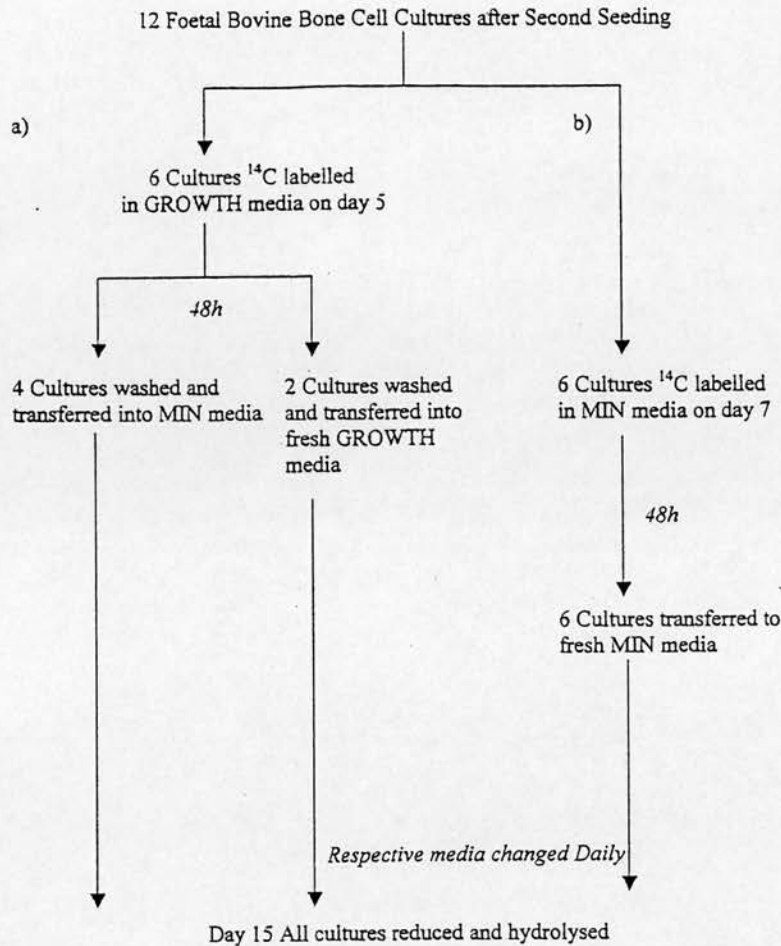 12 Foetal Bovine Bone Cell Cultures after Second Seeding
a)
b)
6 Cultures ¹⁴C labelled
in GROWTH media on day 5
48h
4 Cultures washed and
transferred into MIN media
2 Cultures washed
and transferred into
fresh GROWTH
media
6 Cultures ¹⁴C labelled
in MIN media on day 7
48h
6 Cultures transferred to
fresh MIN media
Respective media changed Daily
Day 15 All cultures reduced and hydrolysed